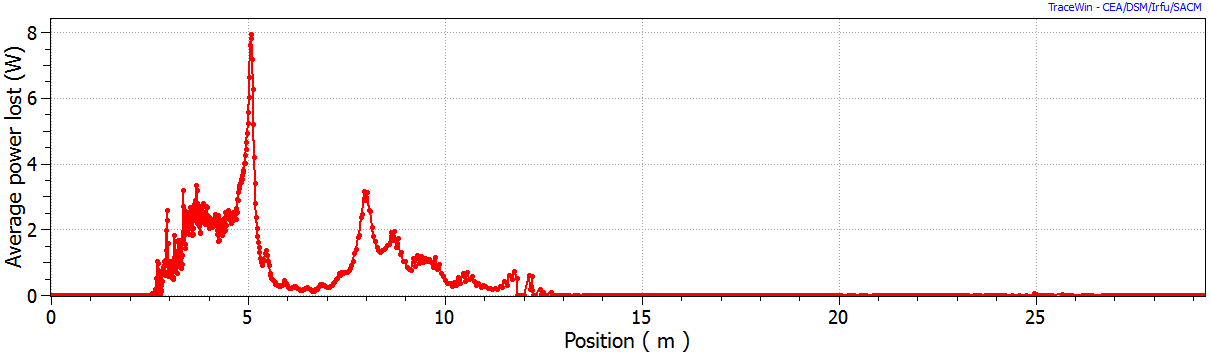 TraceWin - CEA/DSM/Irfu/SACM
Average power lost (W)
8
6
4
2
0
0 5 10 15 20 25
Position ( m )